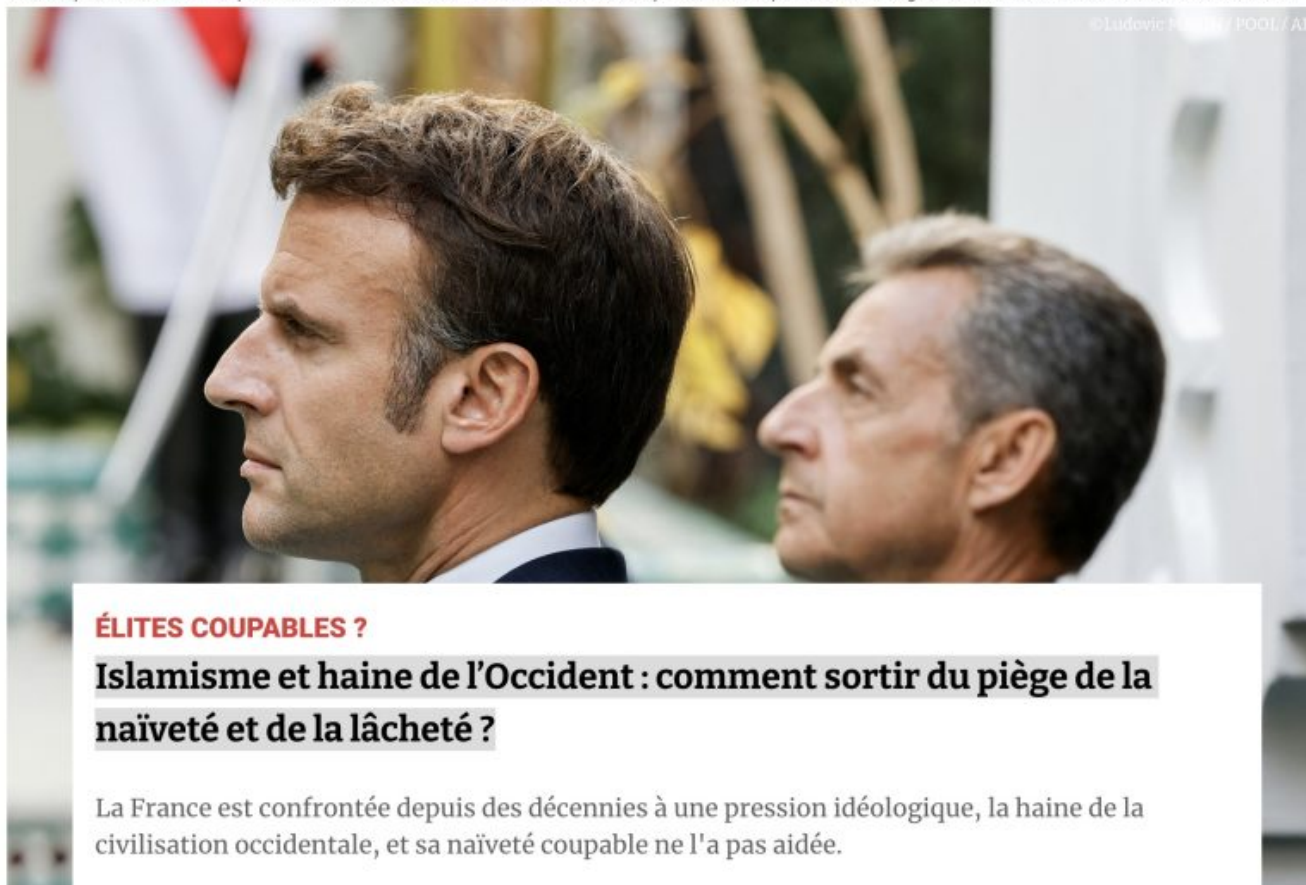 ©Ludovic / POOL /
ÉLITES COUPABLES ?
Islamisme et haine de l’Occident : comment sortir du piège de la
naïveté et de la lâcheté ?
La France est confrontée depuis des décennies à une pression idéologique, la haine de la
civilisation occidentale, et sa naïveté coupable ne l'a pas aidée.